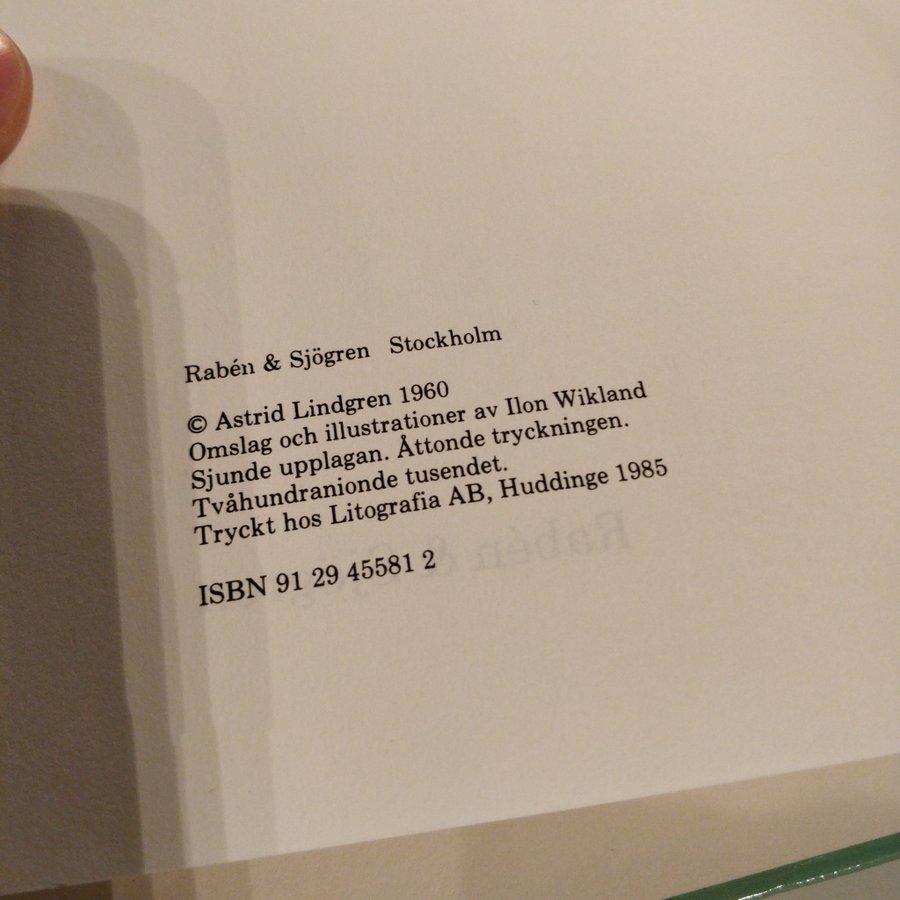 Rabén & Sjögren Stockholm
© Astrid Lindgren 1960
Omslag och illustrationer av Ilon Wikland
Sjunde upplagan. Åttonde tryckningen.
Tvåhundranionde tusendet.
Tryckt hos Litografia AB, Huddinge 1985
ISBN 91 29 45581 2